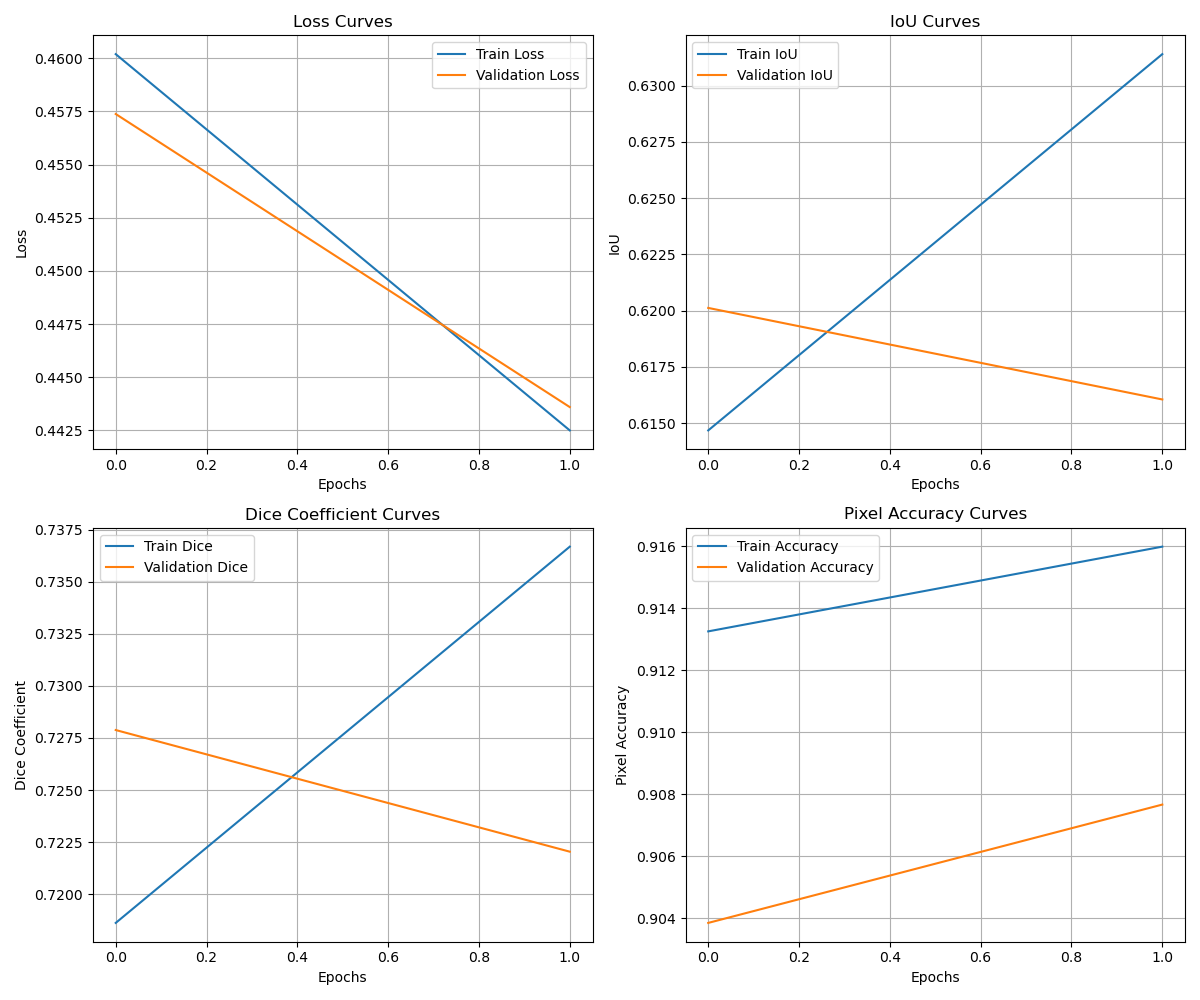 Loss Curves
0.4600
0.4575
0.4550
0.4525
0.4500
0.4475
0.4450
0.4425
Loss
Train Loss
Validation Loss
0.0 0.2 0.4 0.6 0.8 1.0
Epochs
IoU Curves
0.6300
0.6275
0.6250
0.6225
0.6200
0.6175
0.6150
IoU
Train IoU
Validation IoU
0.0 0.2 0.4 0.6 0.8 1.0
Epochs
Dice Coefficient Curves
0.7375
0.7350
0.7325
0.7300
0.7275
0.7250
0.7225
0.7200
Dice Coefficient
Train Dice
Validation Dice
0.0 0.2 0.4 0.6 0.8 1.0
Epochs
Pixel Accuracy Curves
0.916
0.914
0.912
0.910
0.908
0.906
0.904
Pixel Accuracy
Train Accuracy
Validation Accuracy
0.0 0.2 0.4 0.6 0.8 1.0
Epochs